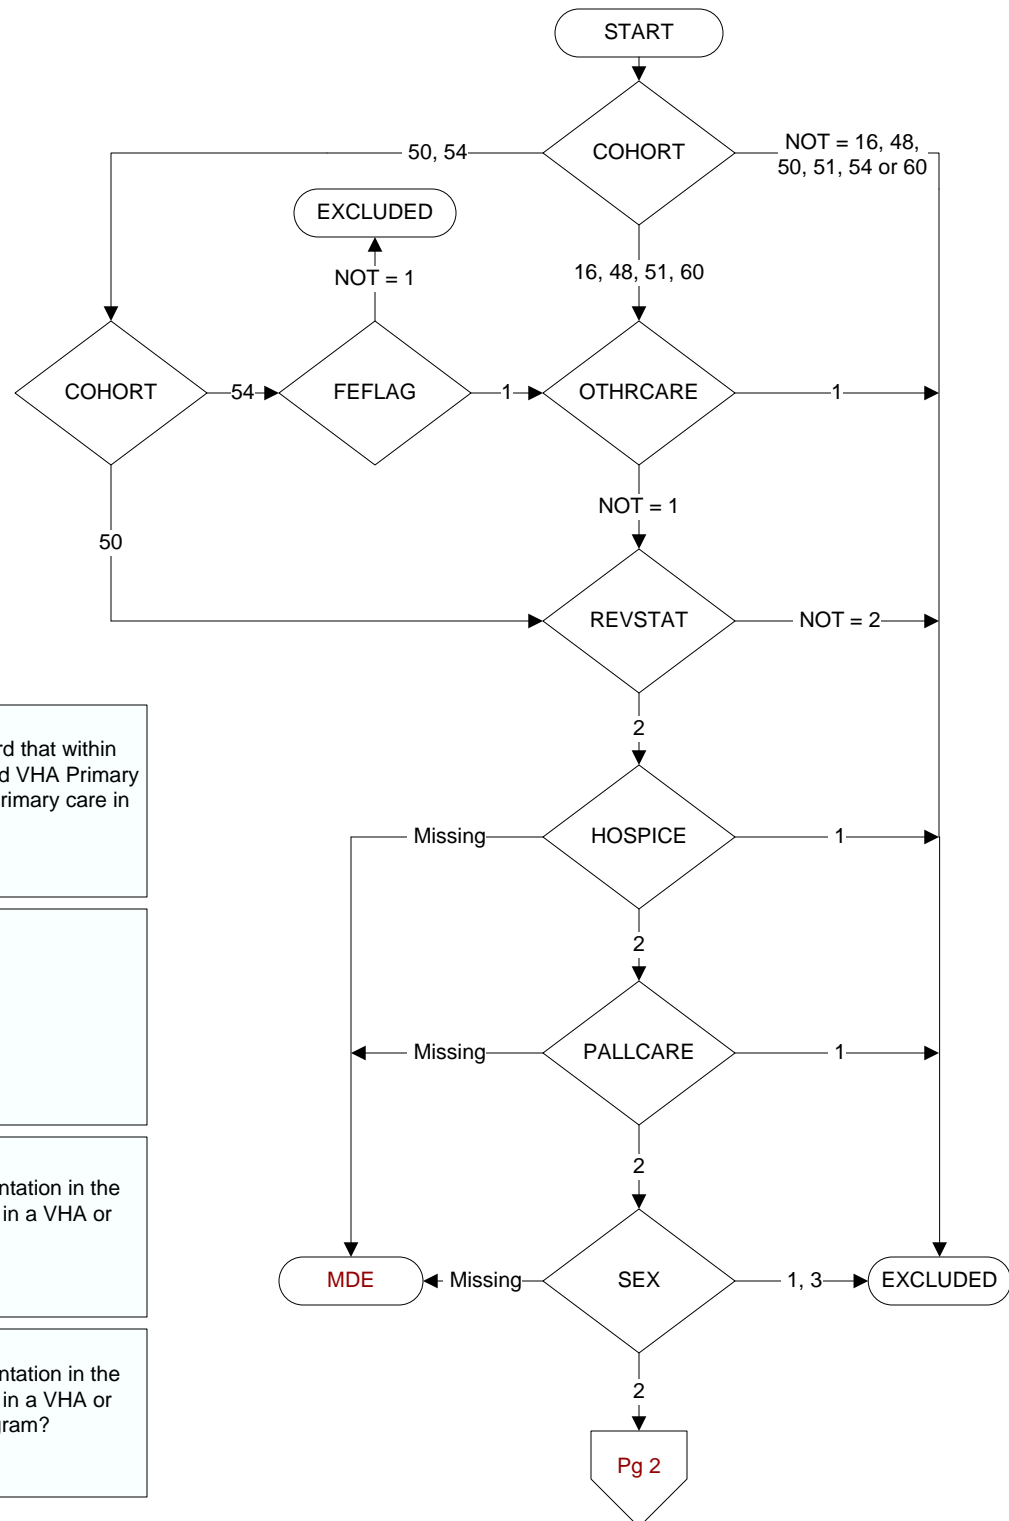 START
COHORT
50, 54
NOT = 16, 48,
50, 51, 54 or 60
EXCLUDED
NOT = 1
16, 48, 51, 60
COHORT
54
FEFLAG
1
OTHRCARE
1
NOT = 1
50
REVSTAT
NOT = 2
2
rd that within
d VHA Primary
rimary care in
Missing
HOSPICE
1
2
Missing
PALLCARE
1
2
ntation in the
in a VHA or
MDE
Missing
SEX
1, 3
EXCLUDED
2
ntation in the
in a VHA or
gram?
Pg 2